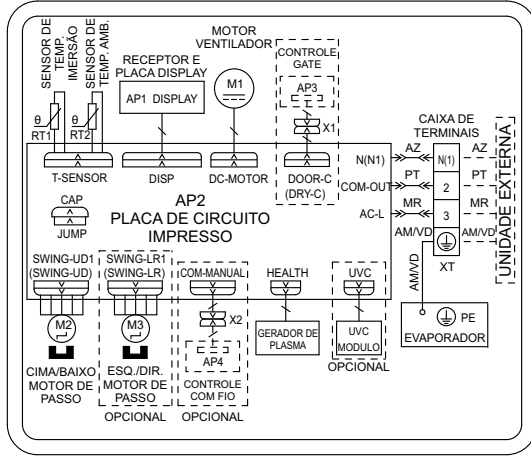 SENSOR DE
TEMP.
IMERSÃO
SENSOR DE
TEMP. AMB.
θ
RT1
θ
RT2
RECEPTOR E
PLACA DISPLAY
AP1 DISPLAY
MOTOR
VENTILADOR
M1
CONTROLE
GATE
AP3
X1
T-SENSOR
DISP
DC-MOTOR
DOOR-C
(DRY-C)
CAP
JUMP
AP2
PLACA DE CIRCUITO
IMPRESSO
N(N1)
COM-OUT
AC-L
AZ
PT
MR
AM/VD
CAIXA DE
TERMINAIS
N(1)
2
3
XT
AZ
PT
MR
AM/VD
UNIDADE EXTERNA
AM/VD
PE
EVAPORADOR
SWING-UD1
(SWING-UD)
M2
CIMA/BAIXO
MOTOR DE
PASSO
SWING-LR1
(SWING-LR)
M3
ESQ./DIR.
MOTOR DE
PASSO
OPCIONAL
COM-MANUAL
X2
AP4
CONTROLE
COM FIO
OPCIONAL
HEALTH
GERADOR DE
PLASMA
UVC
UVC
MODULO
OPCIONAL